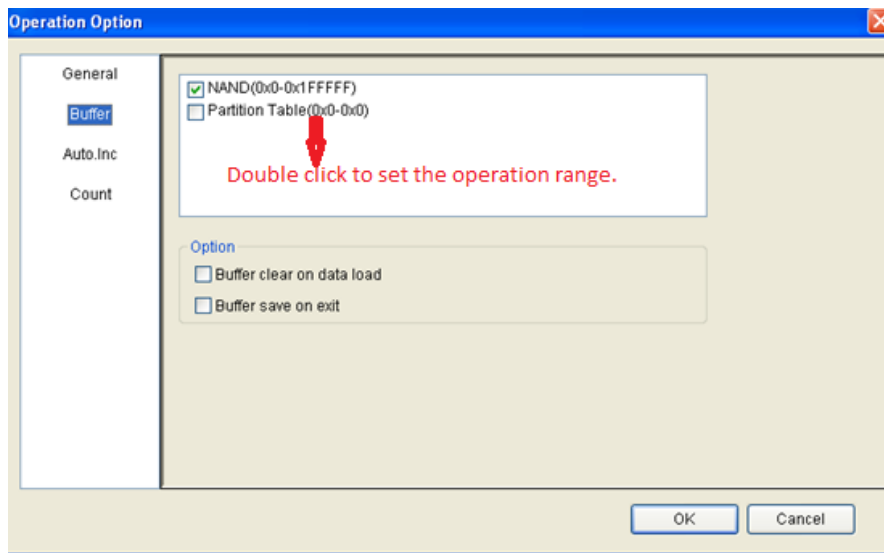 Operation Option
General
Buffer
Auto.Inc
Count
NAND(0x0-0x1FFFFF)
Partition Table(0x0-0x0)
Double click to set the operation range.
Option
Buffer clear on data load
Buffer save on exit
OK
Cancel